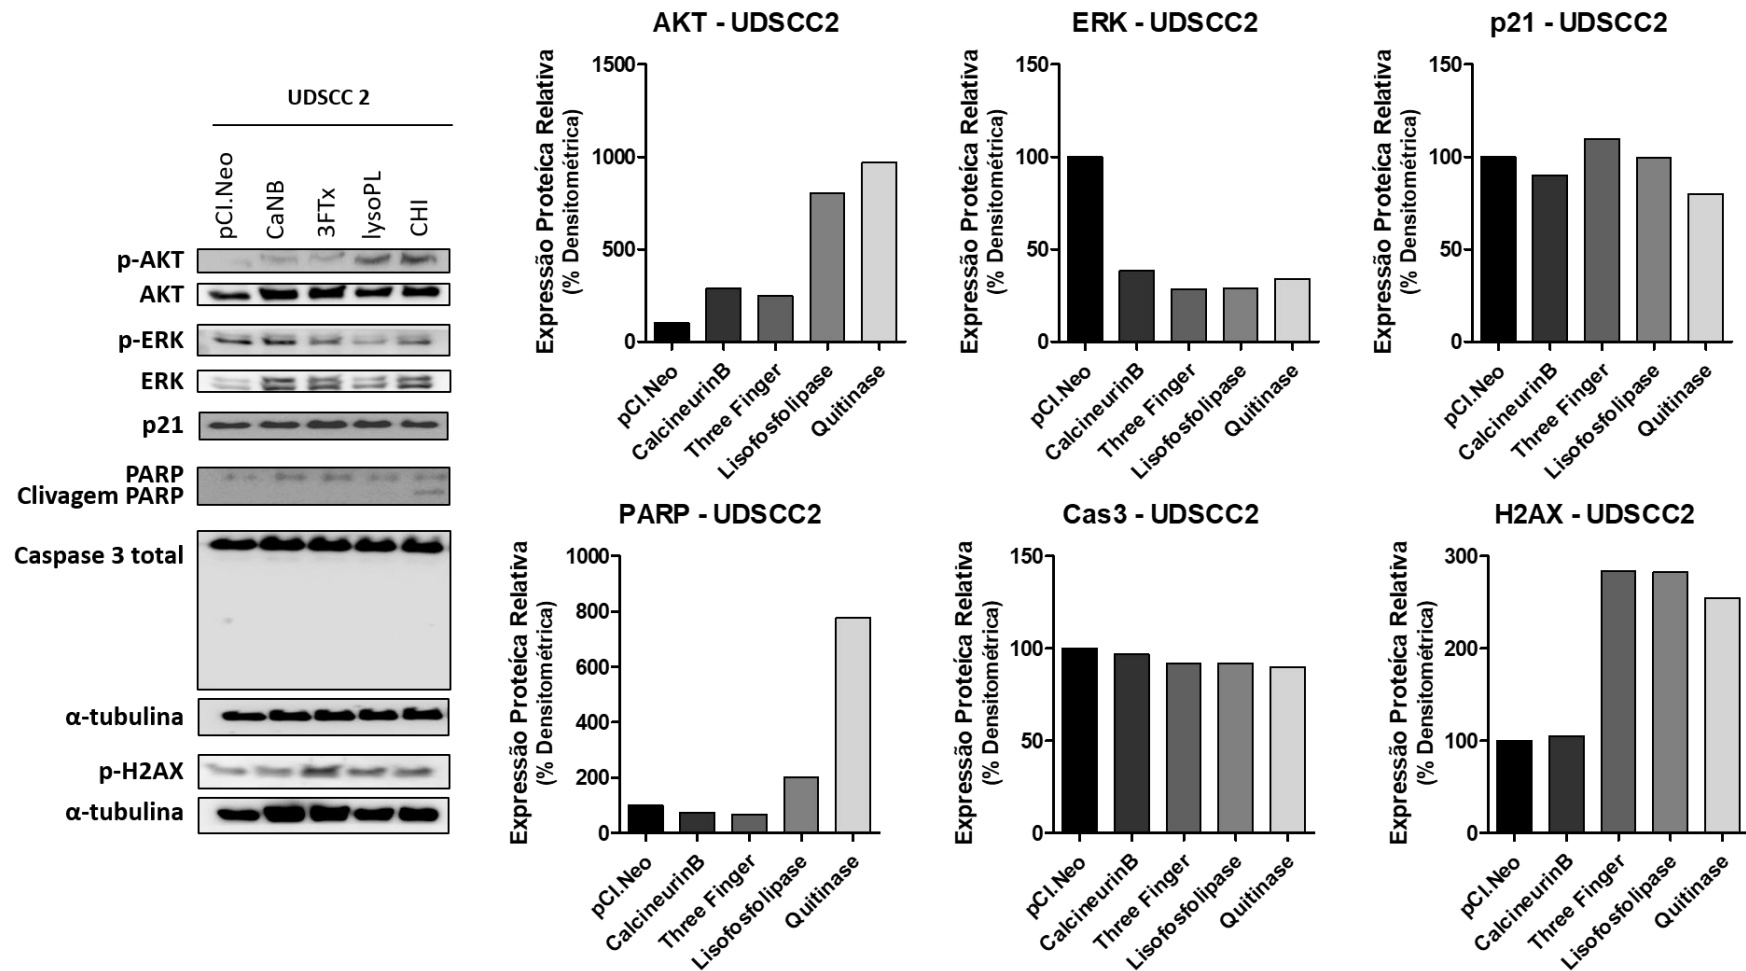 UDSCC 2
pCI.Neo
CaNB
3FTx
lysoPL
CHI
p-AKT
AKT
p-ERK
ERK
p21
PARP
Clivagem PARP
Caspase 3 total
α-tubulina
p-H2AX
α-tubulina
AKT - UDSCC2
Expressão Proteíca Relativa
(% Densitométrica)
1500
1000
500
0
pCI.Neo
CalcineurinB
Three Finger
Lisofosfolipase
Quitinase
ERK - UDSCC2
Expressão Proteíca Relativa
(% Densitométrica)
150
100
50
0
pCI.Neo
CalcineurinB
Three Finger
Lisofosfolipase
Quitinase
p21 - UDSCC2
Expressão Proteíca Relativa
(% Densitométrica)
150
100
50
0
pCI.Neo
CalcineurinB
Three Finger
Lisofosfolipase
Quitinase
PARP - UDSCC2
Expressão Proteíca Relativa
(% Densitométrica)
1000
800
600
400
200
0
pCI.Neo
CalcineurinB
Three Finger
Lisofosfolipase
Quitinase
Cas3 - UDSCC2
Expressão Proteíca Relativa
(% Densitométrica)
150
100
50
0
pCI.Neo
CalcineurinB
Three Finger
Lisofosfolipase
Quitinase
H2AX - UDSCC2
Expressão Proteíca Relativa
(% Densitométrica)
300
200
100
0
pCI.Neo
CalcineurinB
Three Finger
Lisofosfolipase
Quitinase